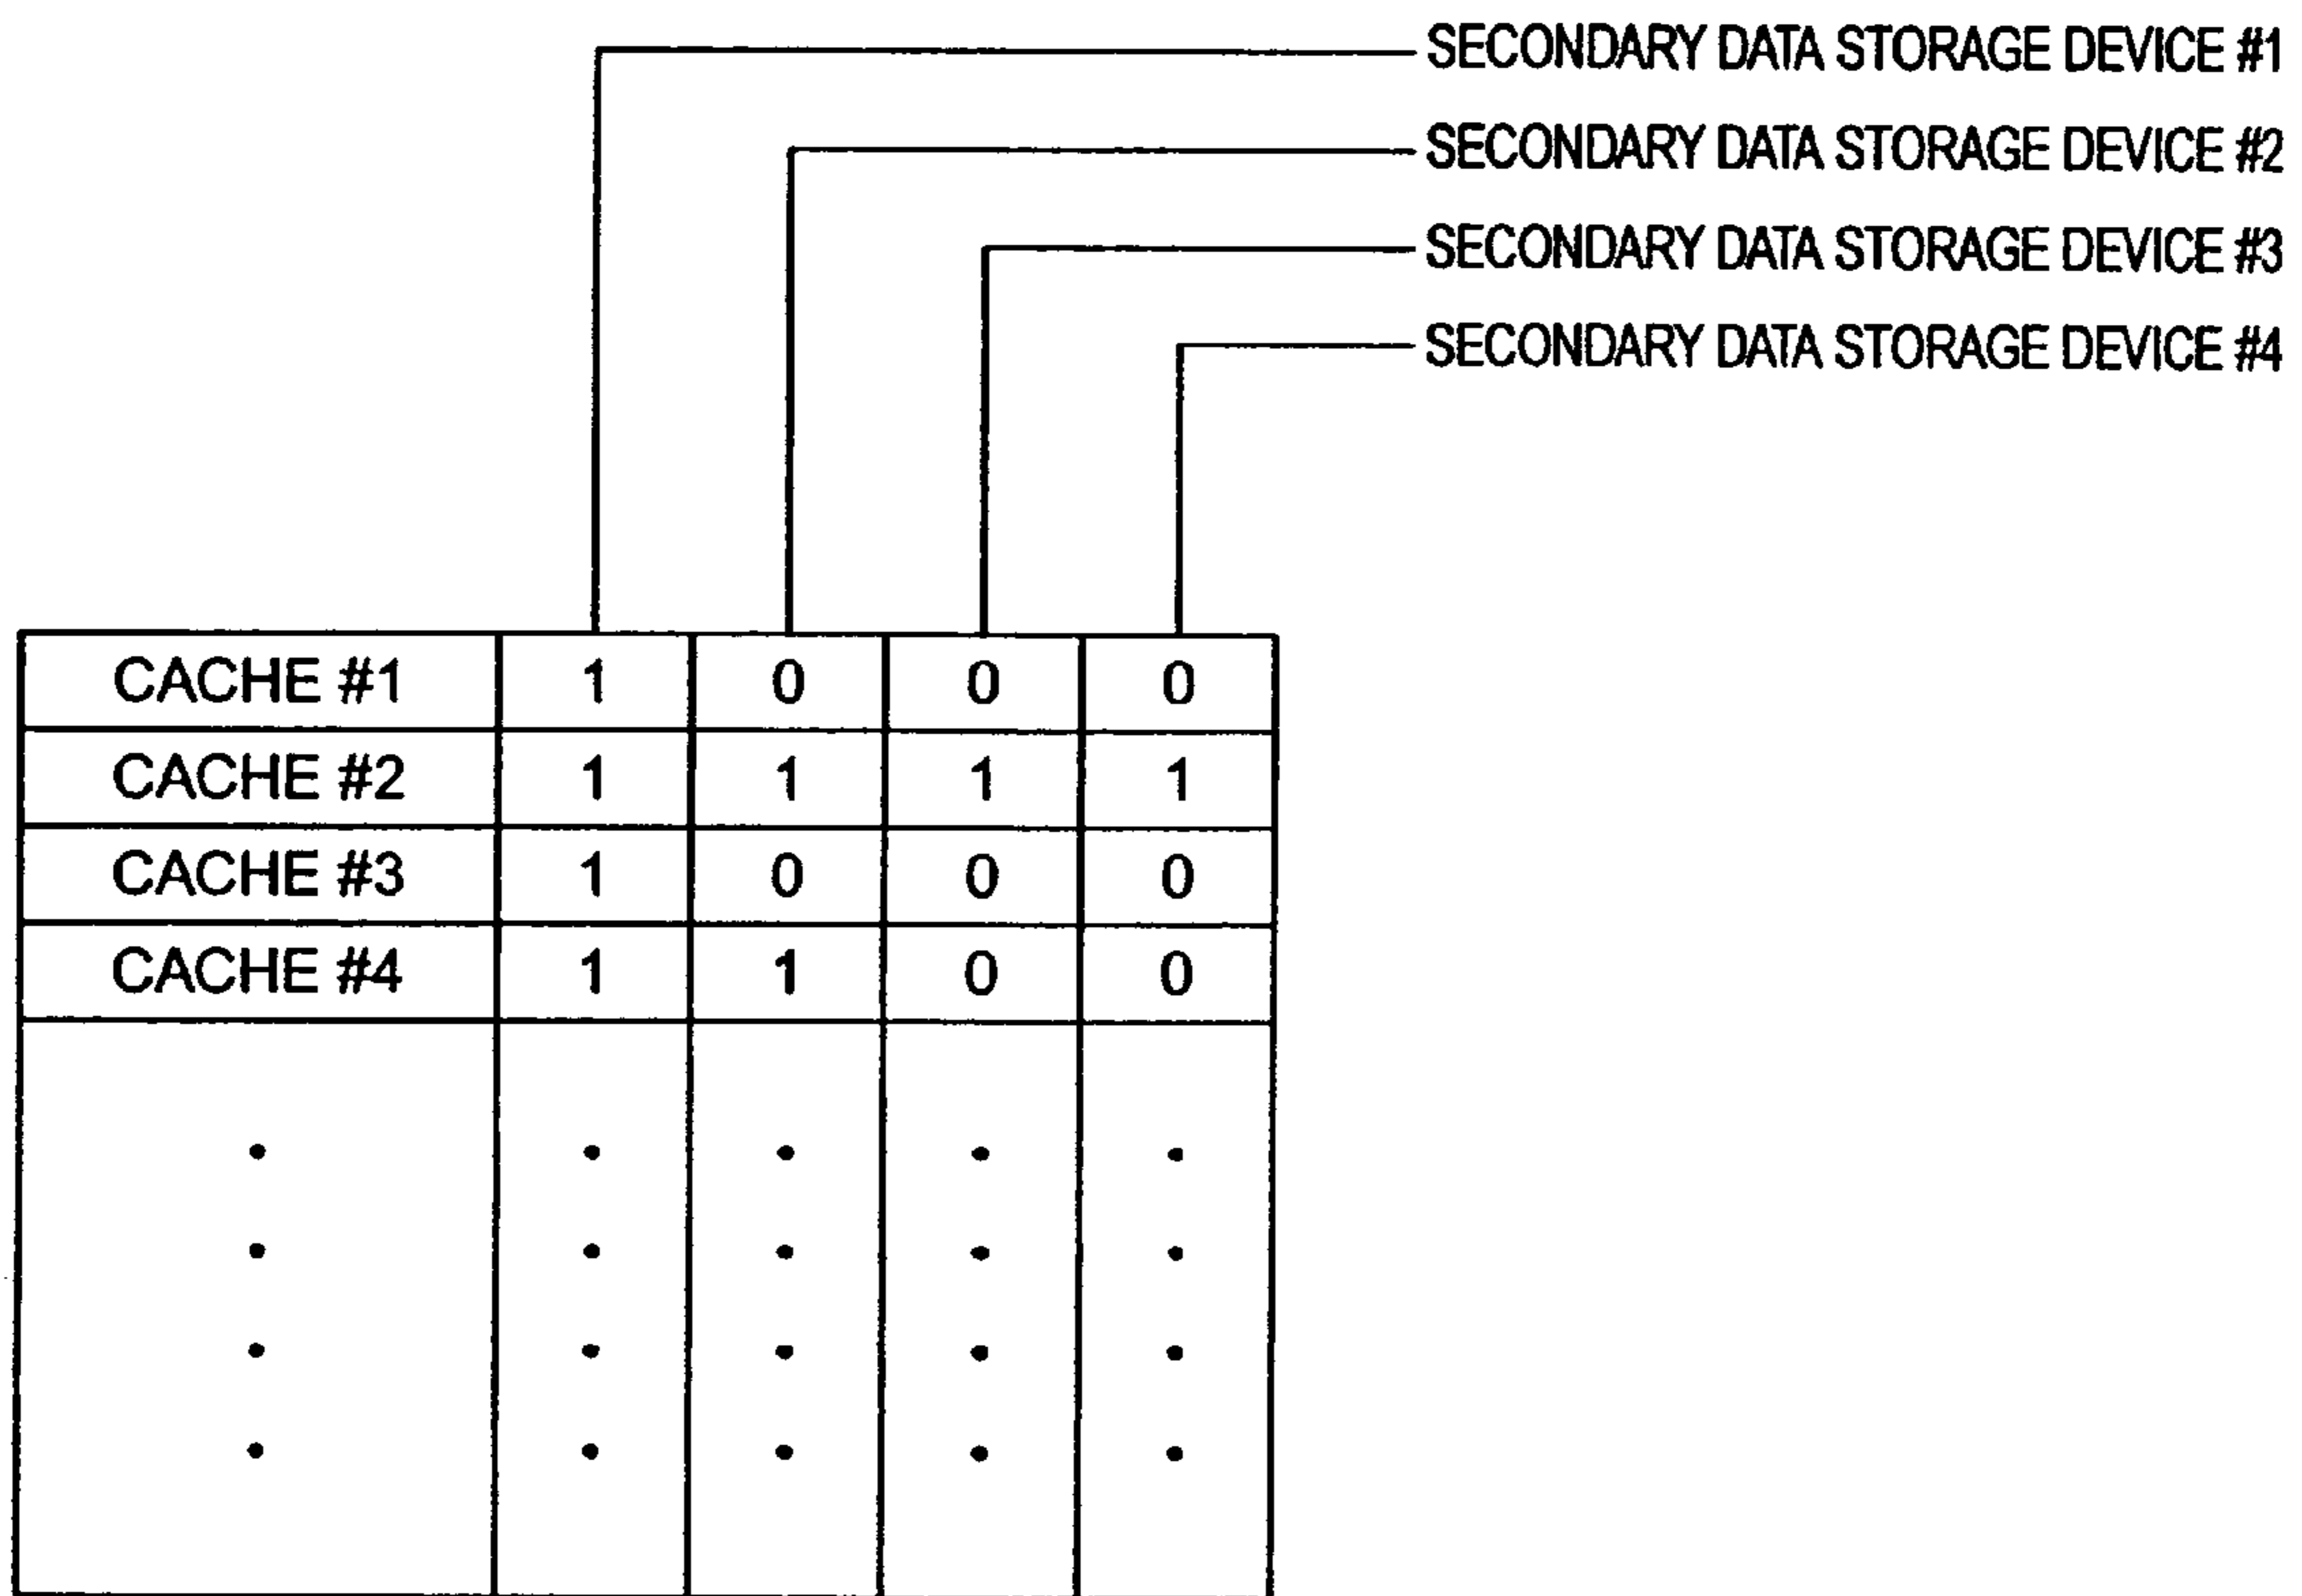 SECONDARY DATA STORAGE DEVICE #1
SECONDARY DATA STORAGE DEVICE #2
SECONDARY DATA STORAGE DEVICE #3
SECONDARY DATA STORAGE DEVICE #4
CACHE #1 1 0 0 0
CACHE #2 1 1 1 1
CACHE #3 1 0 0 0
CACHE #4 1 1 0 0